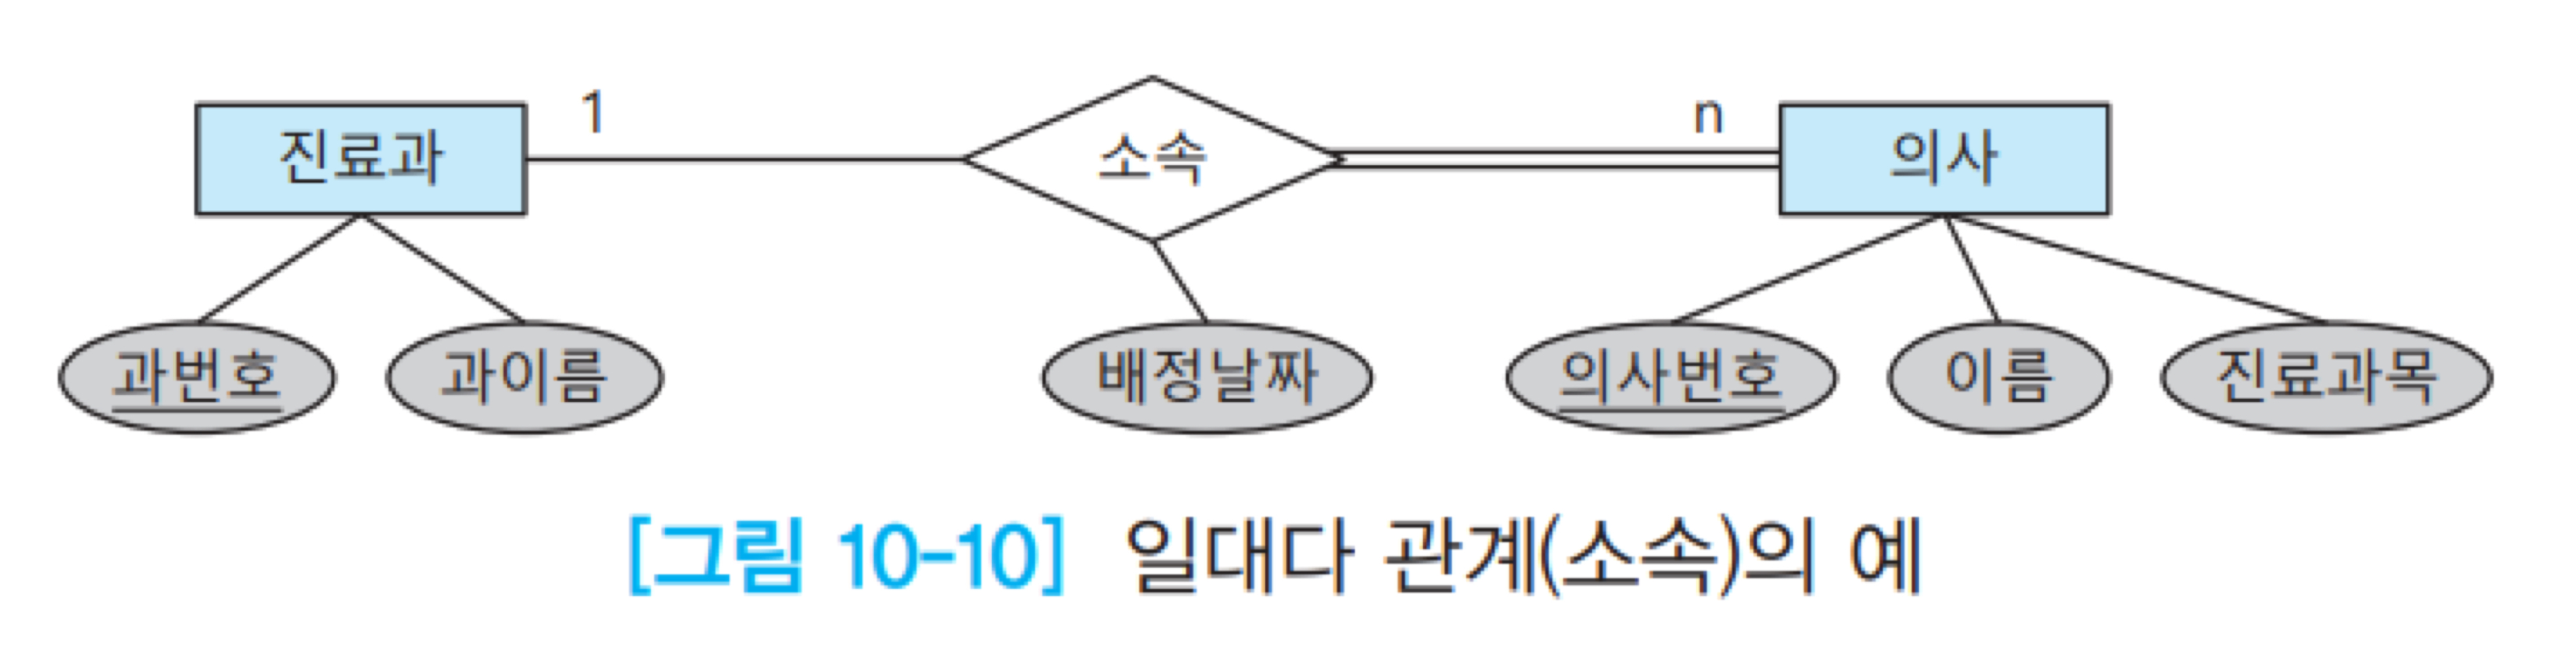 1
n
진료과
소속
의사
과번호
과이름
배정날짜
의사번호
이름
진료과목
[그림 10-10] 일대다 관계(소속)의 예